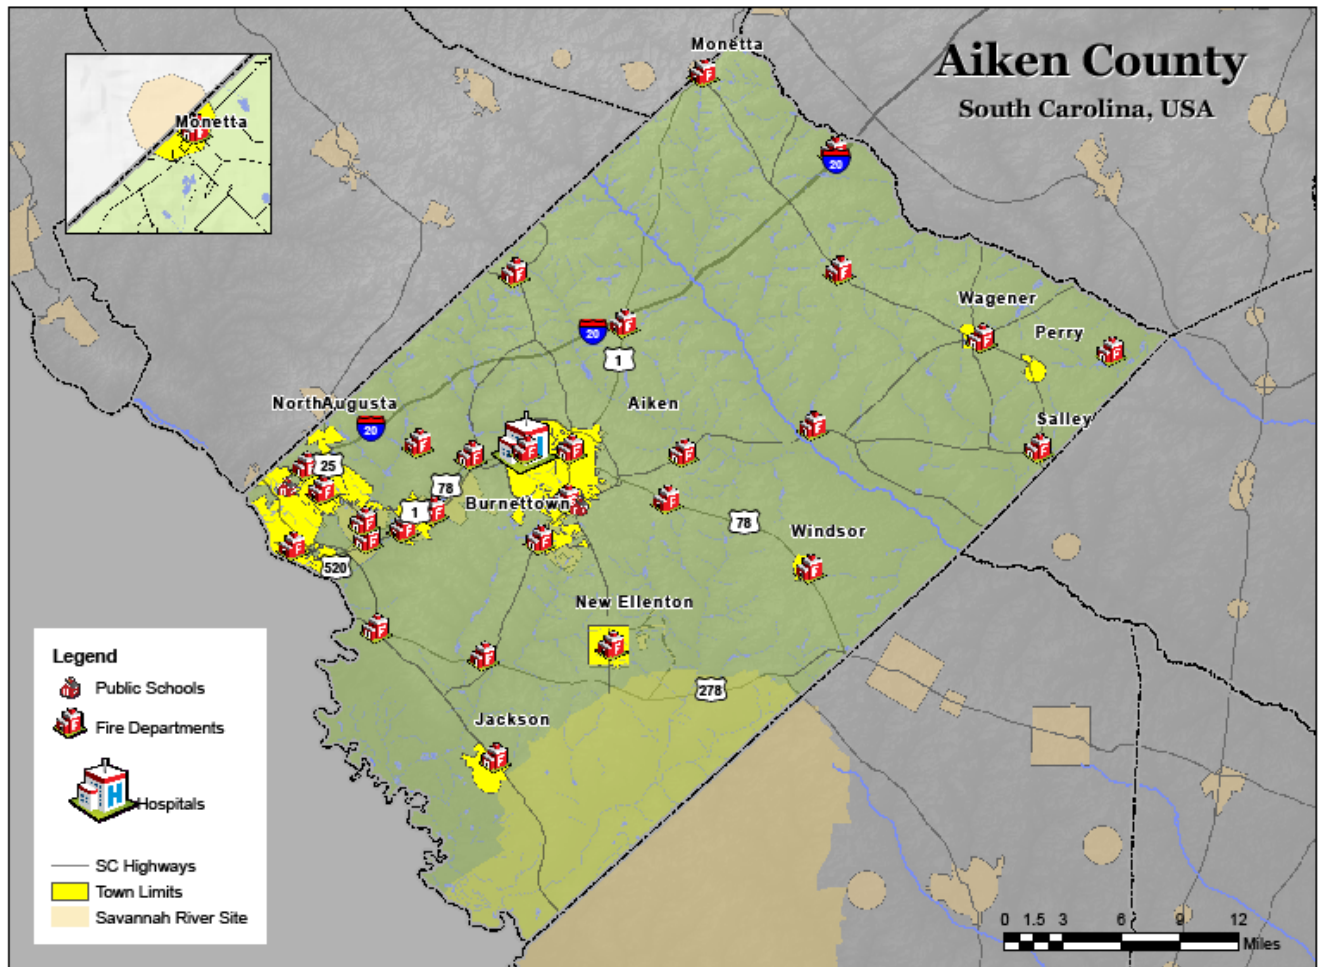 Aiken County
South Carolina, USA
Monetta
Monetta
20
Wagener
Perry
20
1
NorthAugusta
Aiken
20
Salley
25
78
Burnettown
1
78
Windsor
520
New Ellenton
278
Jackson
Legend
Public Schools
Fire Departments
H Hospitals
SC Highways
Town Limits
Savannah River Site
0 1.5 3 6 9 12
Miles